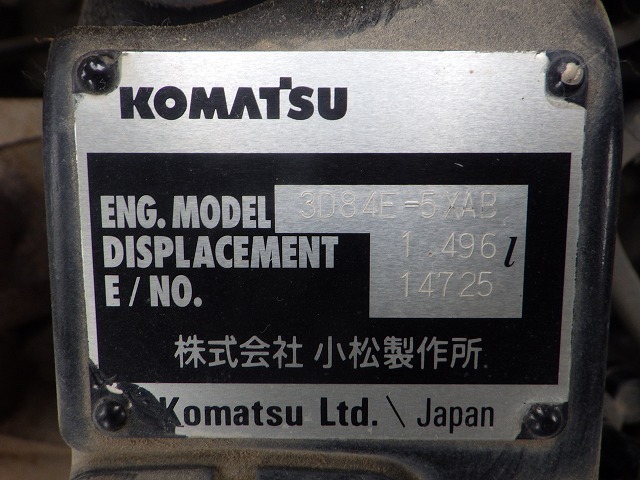 KOMATSU
ENG. MODEL 3D84E-5XAB
DISPLACEMENT 1.496 l
E / NO. 14725
株式会社 小松製作所
Komatsu Ltd. \ Japan